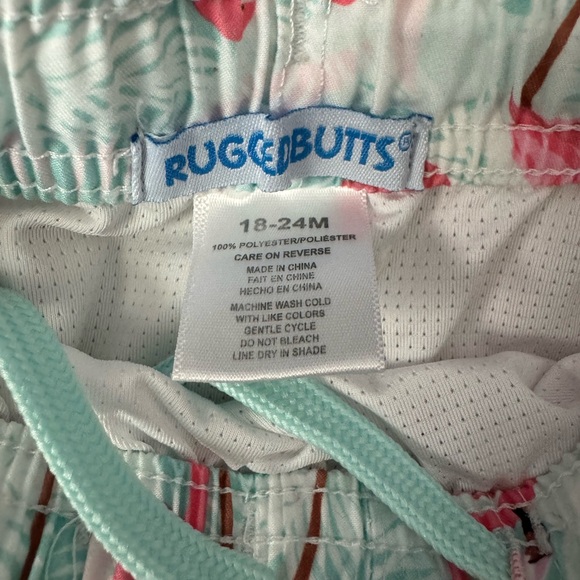 RUGGEDBUTTS®
18-24M
100% POLYESTER/POLIÉSTER
CARE ON REVERSE
MADE IN CHINA
FAIT EN CHINE
HECHO EN CHINA
MACHINE WASH COLD
WITH LIKE COLORS
GENTLE CYCLE
DO NOT BLEACH
LINE DRY IN SHADE